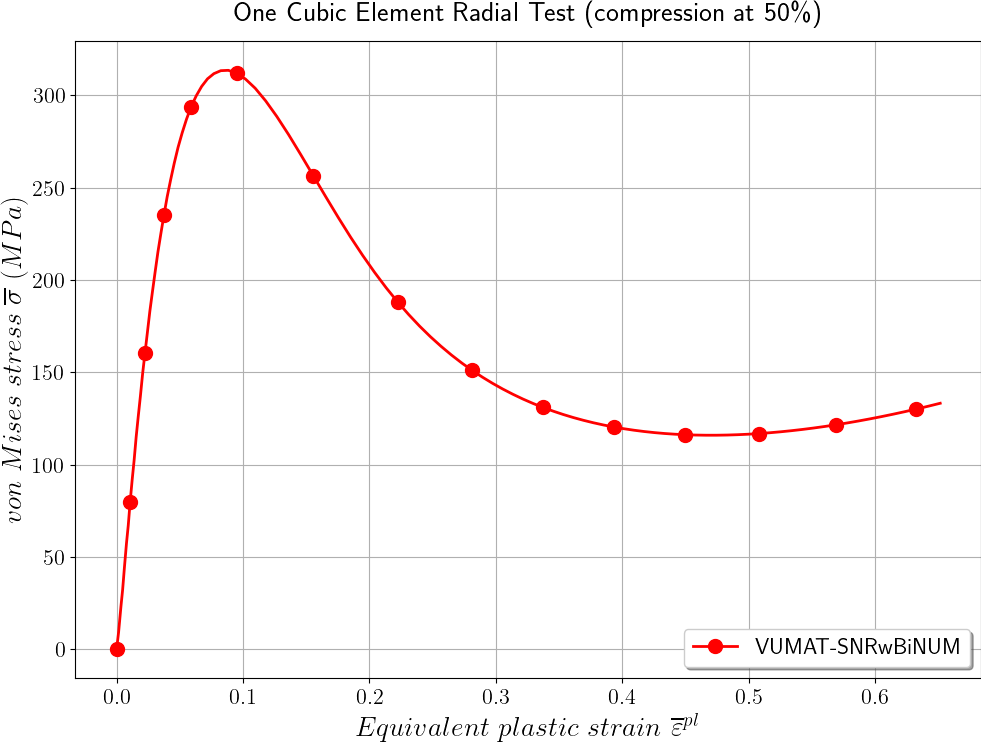 One Cubic Element Radial Test (compression at 50%)
300
250
200
150
100
50
0
von Mises stress σ̅ (MPa)
0.0 0.1 0.2 0.3 0.4 0.5 0.6
Equivalent plastic strain ε̅^{pl}
VUMAT-SNRwBiNUM